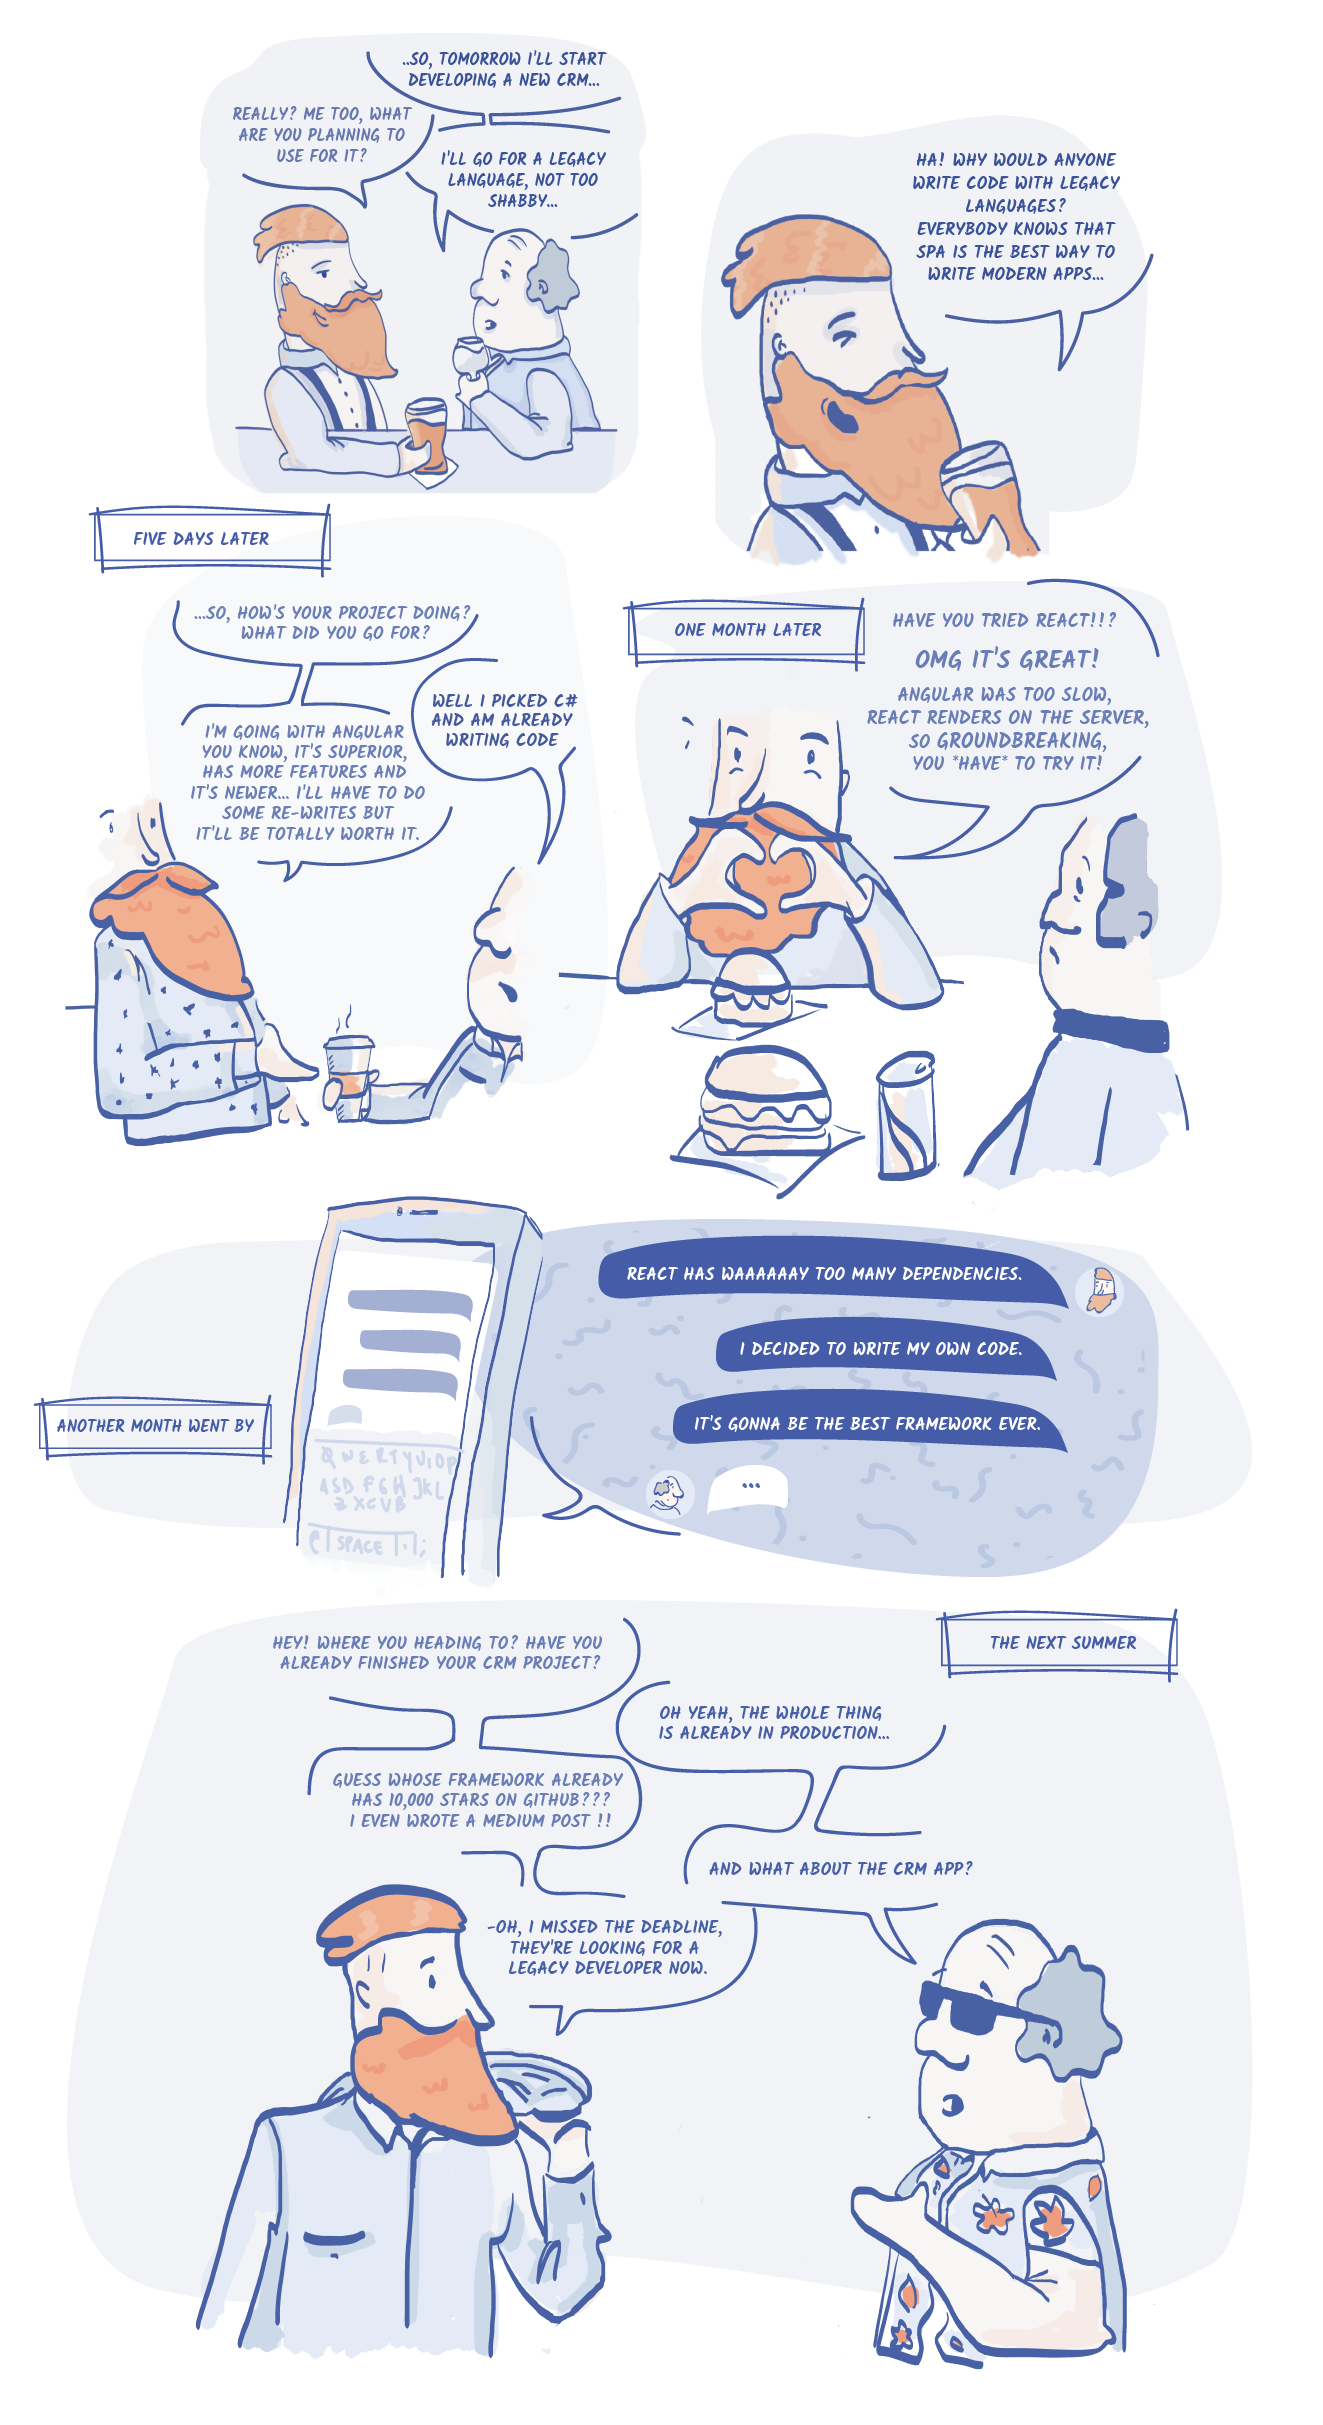 ..SO, TOMORROW I'LL START
DEVELOPING A NEW CRM...
REALLY? ME TOO, WHAT
ARE YOU PLANNING TO
USE FOR IT?
I'LL GO FOR A LEGACY
LANGUAGE, NOT TOO
SHABBY...
HA! WHY WOULD ANYONE
WRITE CODE WITH LEGACY
LANGUAGES?
EVERYBODY KNOWS THAT
SPA IS THE BEST WAY TO
WRITE MODERN APPS...
FIVE DAYS LATER
...SO, HOW'S YOUR PROJECT DOING?
WHAT DID YOU GO FOR?
WELL I PICKED C#
AND AM ALREADY
WRITING CODE
I'M GOING WITH ANGULAR
YOU KNOW, IT'S SUPERIOR,
HAS MORE FEATURES AND
IT'S NEWER... I'LL HAVE TO DO
SOME RE-WRITES BUT
IT'LL BE TOTALLY WORTH IT.
ONE MONTH LATER
HAVE YOU TRIED REACT!!?
OMG IT'S GREAT!
ANGULAR WAS TOO SLOW,
REACT RENDERS ON THE SERVER,
SO GROUNDBREAKING,
YOU *HAVE* TO TRY IT!
ANOTHER MONTH WENT BY
REACT HAS WAAAAAAY TOO MANY DEPENDENCIES.
I DECIDED TO WRITE MY OWN CODE.
IT'S GONNA BE THE BEST FRAMEWORK EVER.
...
QWERTYUIOP
ASD FGH JKL
ZXCVB
SPACE
THE NEXT SUMMER
HEY! WHERE YOU HEADING TO? HAVE YOU
ALREADY FINISHED YOUR CRM PROJECT?
OH YEAH, THE WHOLE THING
IS ALREADY IN PRODUCTION...
GUESS WHOSE FRAMEWORK ALREADY
HAS 10,000 STARS ON GITHUB???
I EVEN WROTE A MEDIUM POST !!
AND WHAT ABOUT THE CRM APP?
-OH, I MISSED THE DEADLINE,
THEY'RE LOOKING FOR A
LEGACY DEVELOPER NOW.